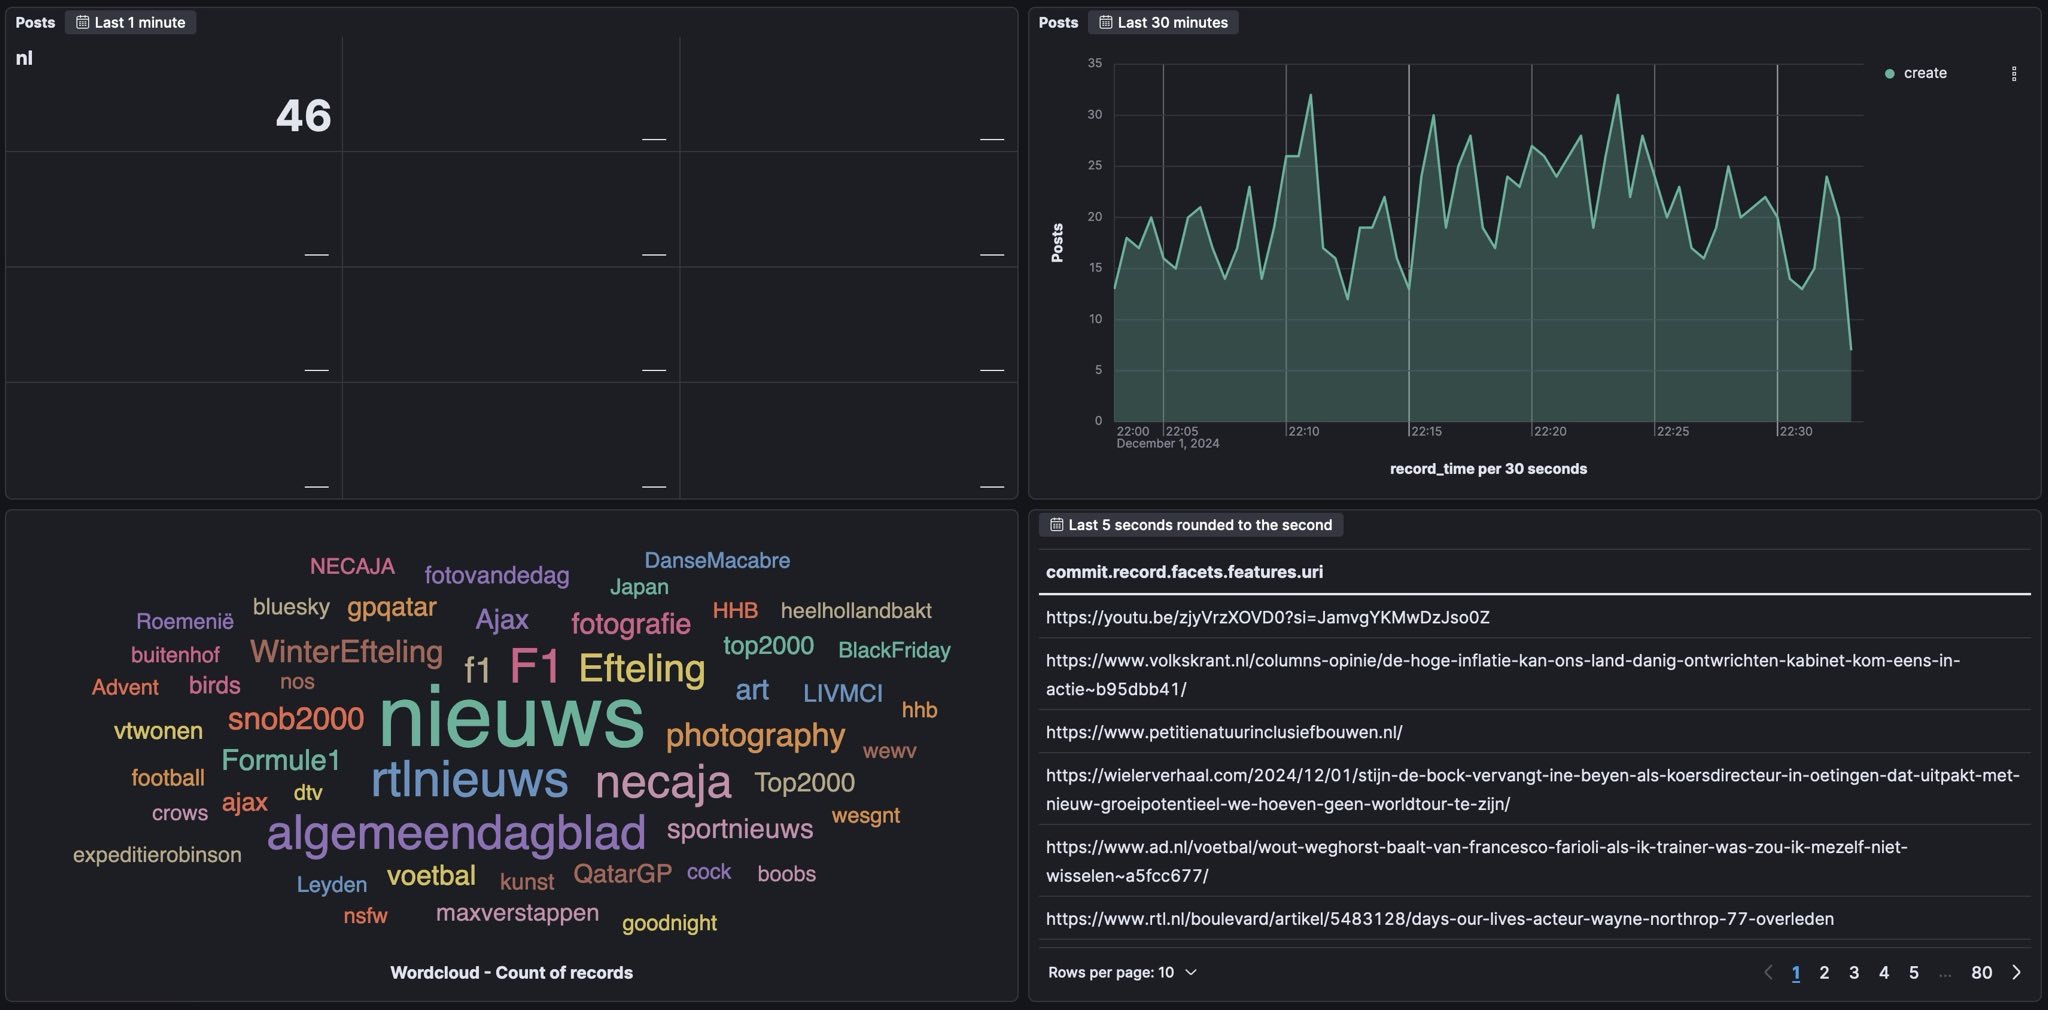 Posts Last 1 minute
nl
46
Posts Last 30 minutes
35
30
25
20
15
10
5
0
Posts
22:00 22:05 22:10 22:15 22:20 22:25 22:30
December 1, 2024
record_time per 30 seconds
create
NECAJA fotovandedag DanseMacabre
Japan
Roemenië bluesky gpqatar Ajax fotografie HHB heelhollandbakt
buitenhof WinterEfteling f1 F1 Efteling top2000 BlackFriday
Advent birds nos art LIVMCI
vtwonen snob2000 nieuws photography hhb
wewv
football Formule1 rtlnieuws necaja Top2000
crows ajax dtv
algemeendagblad sportnieuws wesgnt
expeditierobinson
Leyden voetbal kunst QatarGP cock boobs
nsfw maxverstappen goodnight
Wordcloud - Count of records
Last 5 seconds rounded to the second
commit.record.facets.features.uri
https://youtu.be/zjyVrzXOVD0?si=JamvgYKMwDzJso0Z
https://www.volkskrant.nl/columns-opinie/de-hoge-inflatie-kan-ons-land-danig-ontwrichten-kabinet-kom-eens-in-
actie~b95dbb41/
https://www.petitienatuurinclusiefbouwen.nl/
https://wielerverhaal.com/2024/12/01/stijn-de-bock-vervangt-ine-beyen-als-koersdirecteur-in-oetingen-dat-uitpakt-met-
nieuw-groeipotentieel-we-hoeven-geen-worldtour-te-zijn/
https://www.ad.nl/voetbal/wout-weghorst-baalt-van-francesco-farioli-als-ik-trainer-was-zou-ik-mezelf-niet-
wisselen~a5fcc677/
https://www.rtl.nl/boulevard/artikel/5483128/days-our-lives-acteur-wayne-northrop-77-overleden
Rows per page: 10
1 2 3 4 5 ... 80